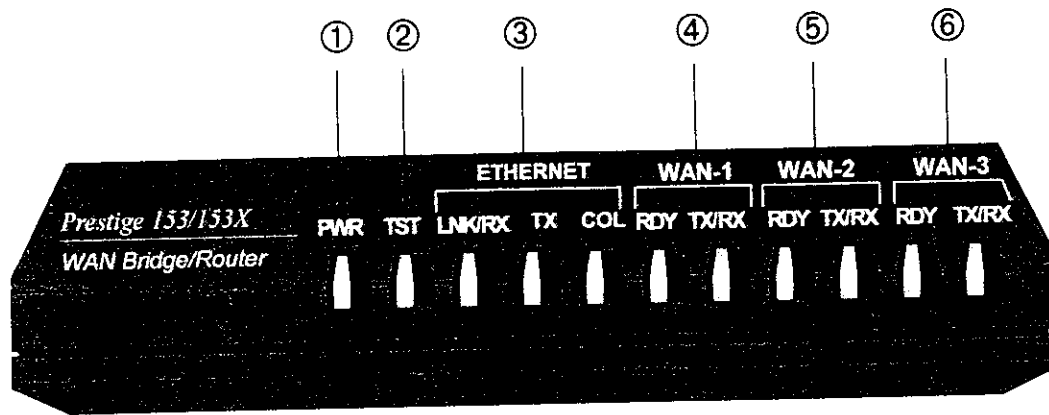 ① ② ③ ④ ⑤ ⑥
ETHERNET WAN-1 WAN-2 WAN-3
Prestige 153/153X PWR TST LNK/RX TX COL RDY TX/RX RDY TX/RX RDY TX/RX
WAN Bridge/Router